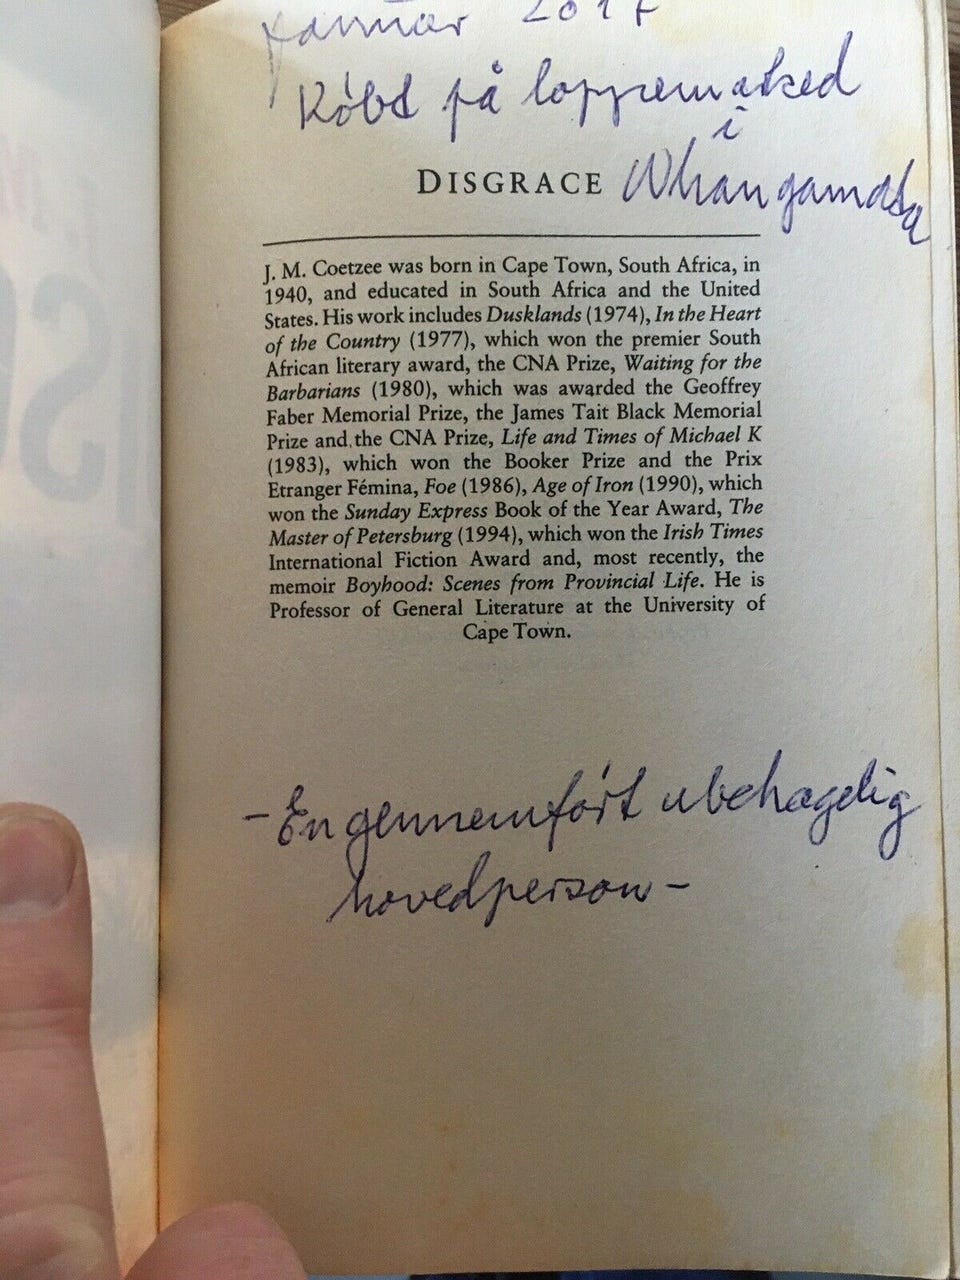 Januar 2017
Købt på loppemarked
i
DISGRACE Whangamata
J. M. Coetzee was born in Cape Town, South Africa, in
1940, and educated in South Africa and the United
States. His work includes Dusklands (1974), In the Heart
of the Country (1977), which won the premier South
African literary award, the CNA Prize, Waiting for the
Barbarians (1980), which was awarded the Geoffrey
Faber Memorial Prize, the James Tait Black Memorial
Prize and the CNA Prize, Life and Times of Michael K
(1983), which won the Booker Prize and the Prix
Etranger Fémina, Foe (1986), Age of Iron (1990), which
won the Sunday Express Book of the Year Award, The
Master of Petersburg (1994), which won the Irish Times
International Fiction Award and, most recently, the
memoir Boyhood: Scenes from Provincial Life. He is
Professor of General Literature at the University of
Cape Town.
- En gennemført ubehagelig
hovedperson -